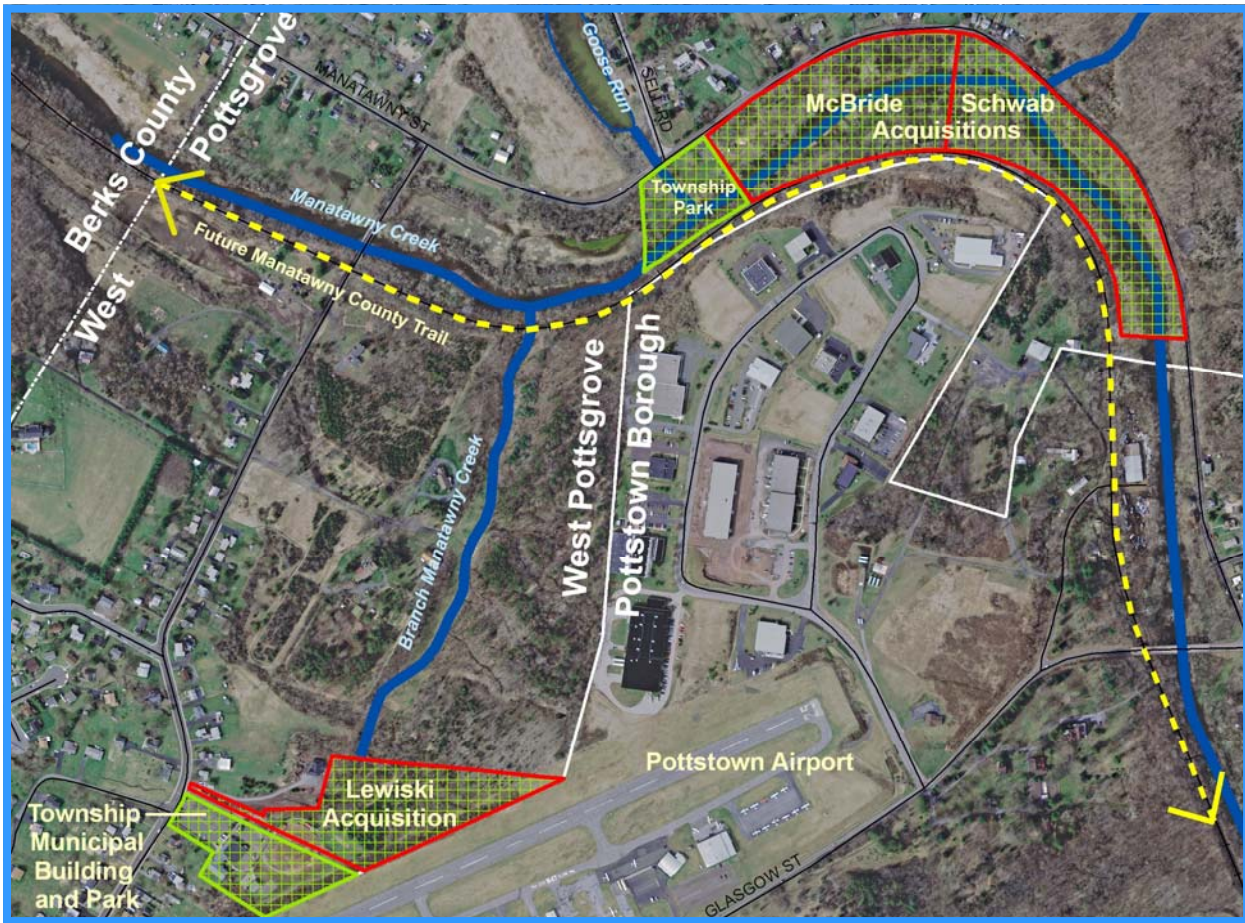 Goose Run
SELL RD
MANATAWNY ST
Berks County
West Pottsgrove
McBride Schwab
Acquisitions
Township
Park
Manatawny Creek
Future Manatawny County Trail
West Pottsgrove
Pottstown Borough
Branch Manatawny Creek
Pottstown Airport
Lewiski
Acquisition
Township
Municipal
Building
and Park
GLASGOW ST